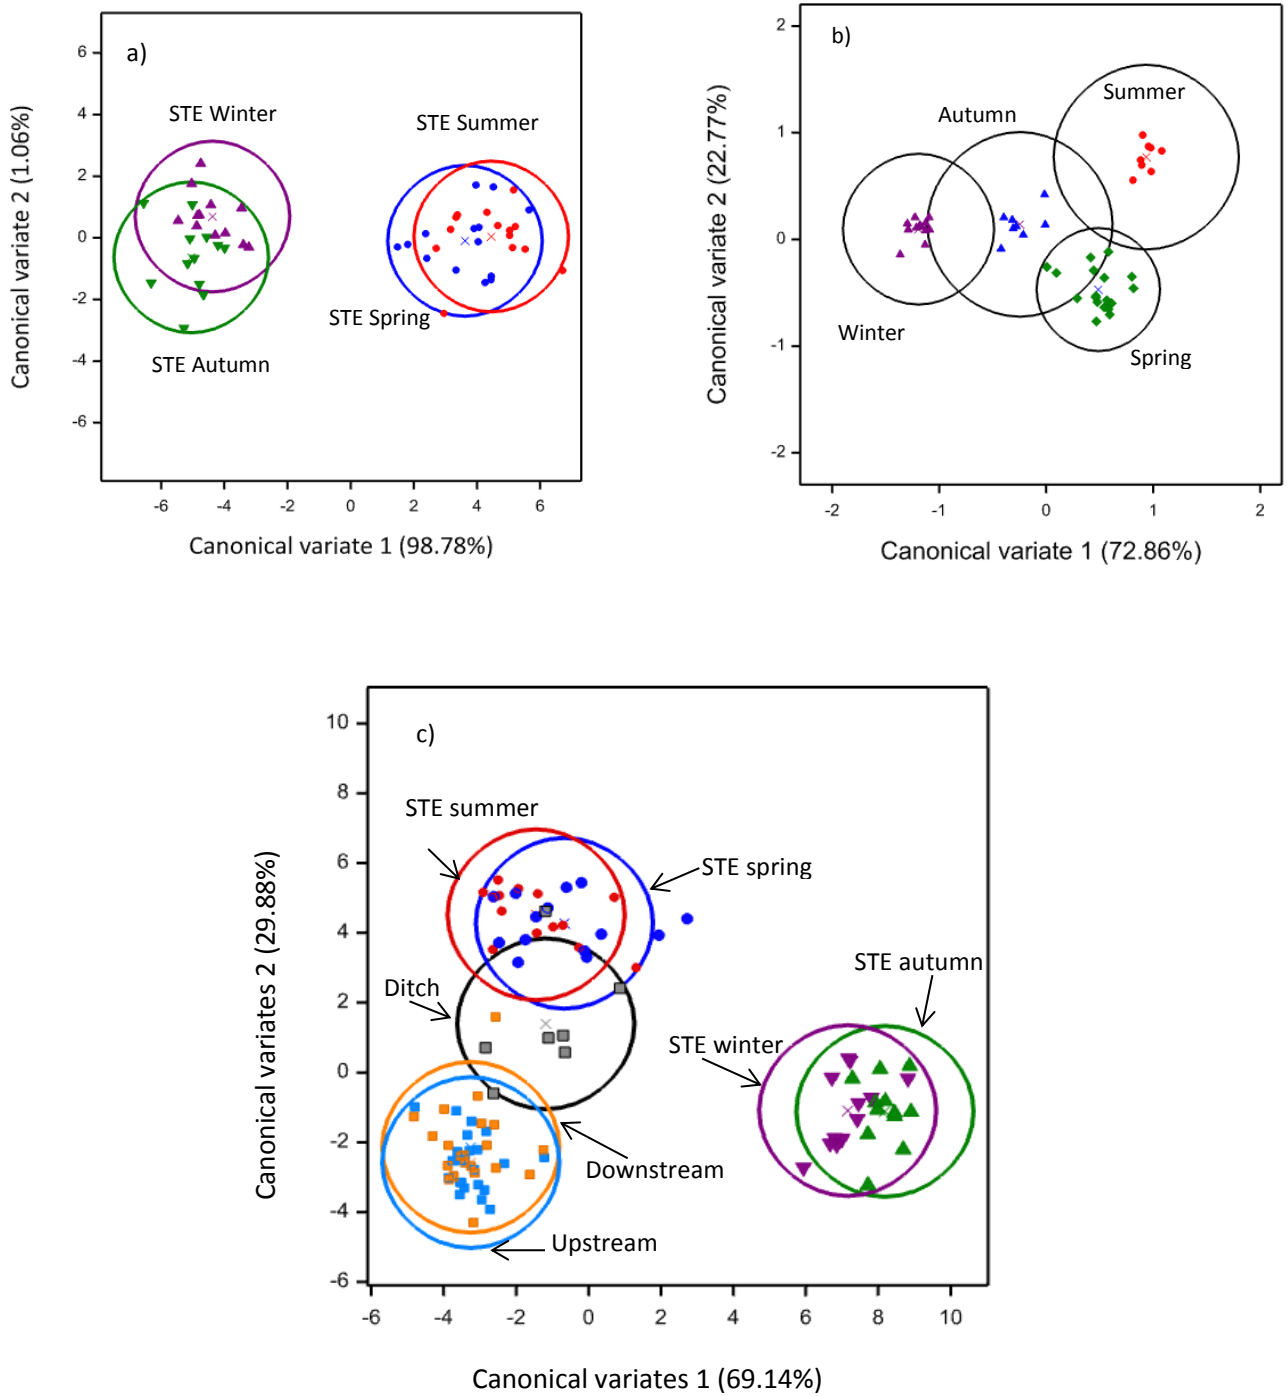 a)
6
4
2
0
-2
-4
-6
Canonical variate 2 (1.06%)
STE Winter
STE Summer
STE Spring
STE Autumn
-6 -4 -2 0 2 4 6
Canonical variate 1 (98.78%)
b)
2
1
0
-1
-2
Canonical variate 2 (22.77%)
Summer
Autumn
Winter
Spring
-2 -1 0 1 2
Canonical variate 1 (72.86%)
c)
10
8
6
4
2
0
-2
-4
-6
Canonical variates 2 (29.88%)
STE summer
STE spring
Ditch
STE autumn
STE winter
Downstream
Upstream
-6 -4 -2 0 2 4 6 8 10
Canonical variates 1 (69.14%)